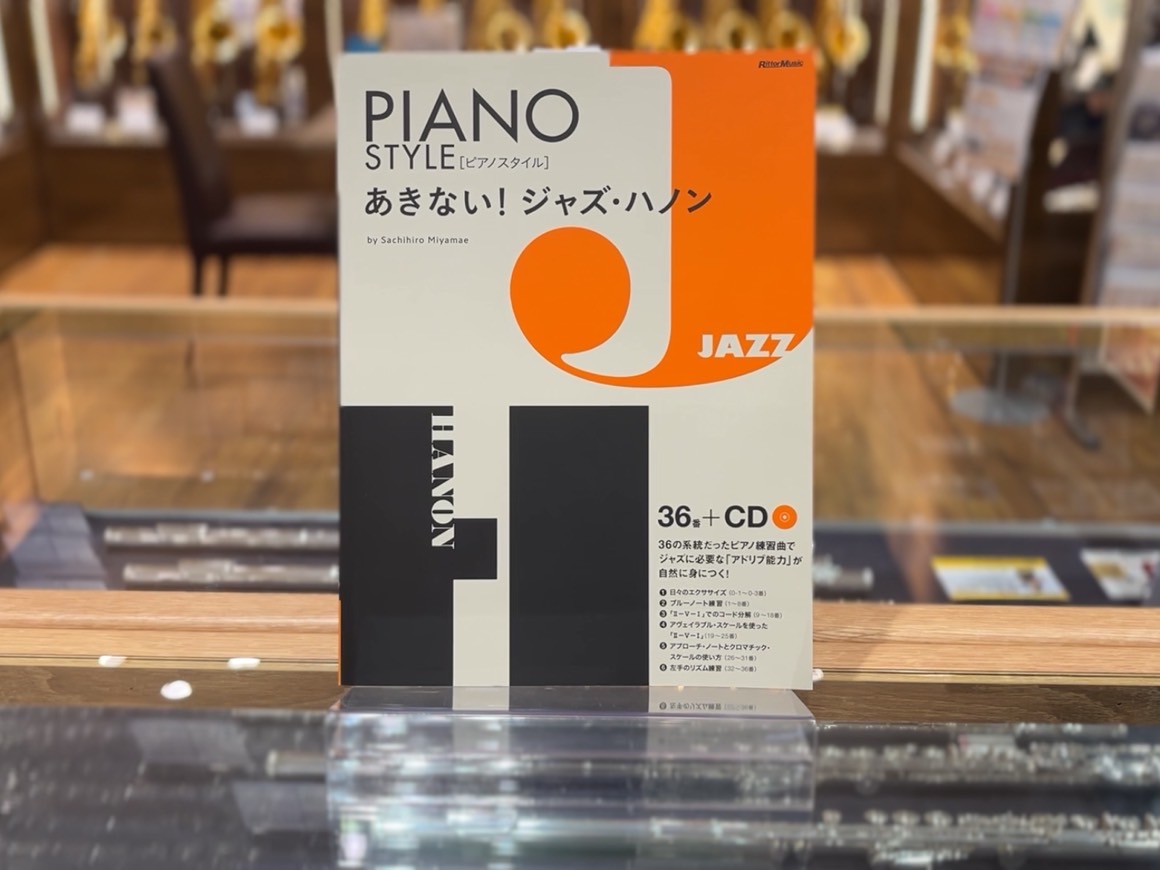 RittorMusic
PIANO
STYLE [ピアノスタイル]
あきない! ジャズ・ハノン
by Sachihiro Miyamae
JAZZ
HANON
36番+CD
36の系統だったピアノ練習曲で
ジャズに必要な「アドリブ能力」が
自然に身につく!
❶ 日々のエクササイズ (0-1〜0-3番)
❷ ブルーノート練習 (1〜8番)
❸ 「Ⅱ−Ⅴ−Ⅰ」でのコード分解 (9〜18番)
❹ アヴェイラブル・スケールを使った
「Ⅱ−Ⅴ−Ⅰ」(19〜25番)
❺ アプローチ・ノートとクロマチック・
スケールの使い方 (26〜31番)
❻ 左手のリズム練習 (32〜36番)